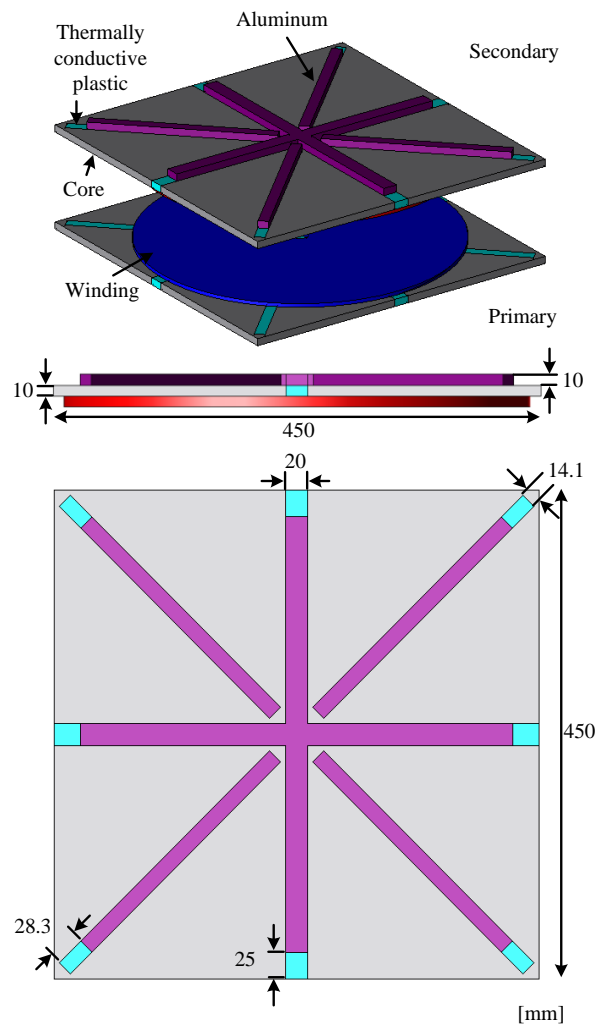 Aluminum
Thermally
conductive
plastic
Secondary
Core
Winding
Primary
10
10
450
20
14.1
450
28.3
25
[mm]